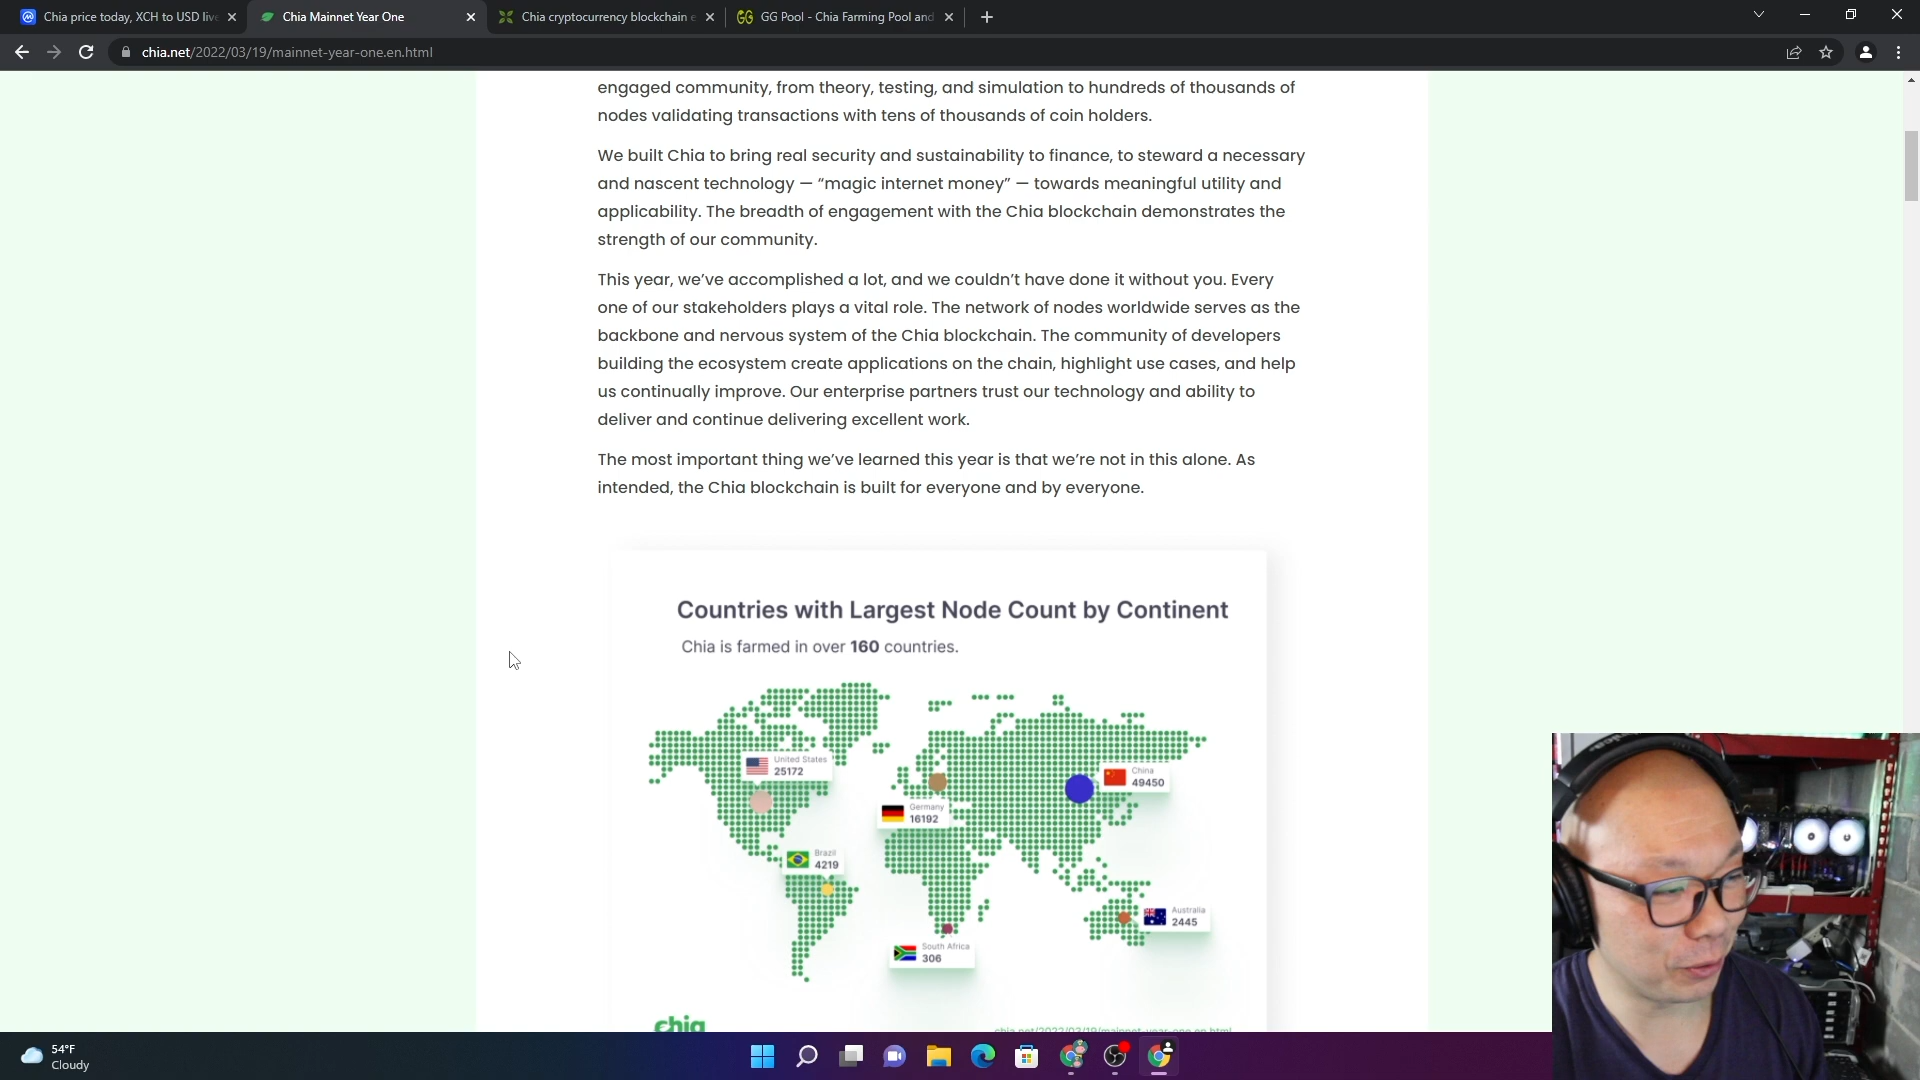 Chia price today, XCH to USD live
Chia Mainnet Year One
Chia cryptocurrency blockchain e
GG Pool - Chia Farming Pool and
chia.net/2022/03/19/mainnet-year-one.en.html
engaged community, from theory, testing, and simulation to hundreds of thousands of
nodes validating transactions with tens of thousands of coin holders.
We built Chia to bring real security and sustainability to finance, to steward a necessary
and nascent technology — “magic internet money” — towards meaningful utility and
applicability. The breadth of engagement with the Chia blockchain demonstrates the
strength of our community.
This year, we’ve accomplished a lot, and we couldn’t have done it without you. Every
one of our stakeholders plays a vital role. The network of nodes worldwide serves as the
backbone and nervous system of the Chia blockchain. The community of developers
building the ecosystem create applications on the chain, highlight use cases, and help
us continually improve. Our enterprise partners trust our technology and ability to
deliver and continue delivering excellent work.
The most important thing we’ve learned this year is that we’re not in this alone. As
intended, the Chia blockchain is built for everyone and by everyone.
Countries with Largest Node Count by Continent
Chia is farmed in over 160 countries.
United States
25172
China
49450
Germany
16192
Brazil
4219
Australia
2445
South Africa
306
chia
chia.net/2022/03/19/mainnet-year-one.en.html
54°F
Cloudy